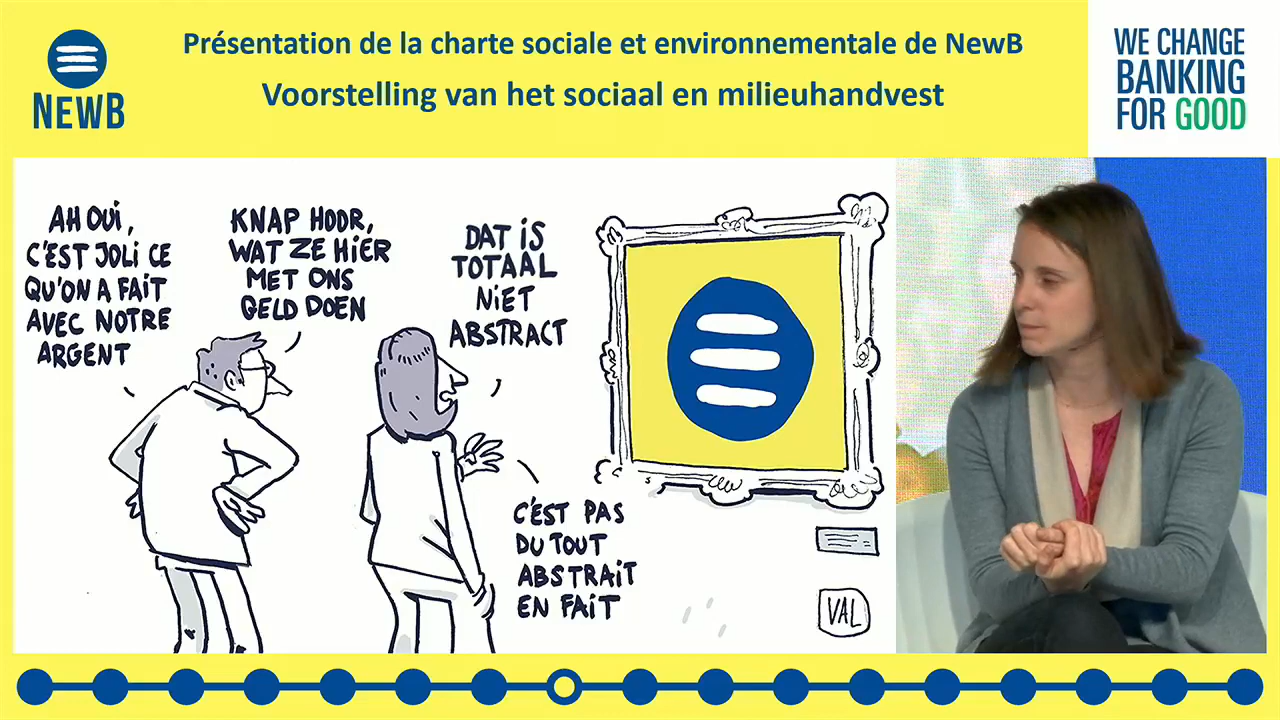 Présentation de la charte sociale et environnementale de NewB
Voorstelling van het sociaal en milieuhandvest
NEWB
WE CHANGE
BANKING
FOR GOOD
AH OUI,
C'EST JOLI CE
QU'ON A FAIT
AVEC NOTRE
ARGENT
KNAP HOOR,
WAT ZE HIER
MET ONS
GELD DOEN
DAT IS
TOTAAL
NIET
ABSTRACT
C'EST PAS
DU TOUT
ABSTRAIT
EN FAIT
VAL